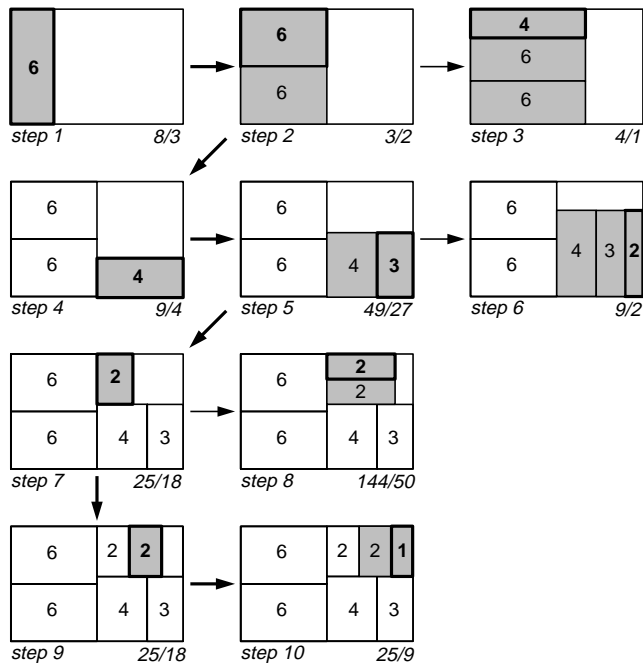 6
step 1 8/3
6
6
step 2 3/2
4
6
6
step 3 4/1
6
6
4
step 4 9/4
6
6
4 3
step 5 49/27
6
6
4 3 2
step 6 9/2
6 2
6 4 3
step 7 25/18
6 2
2
6 4 3
step 8 144/50
6 2 2
6 4 3
step 9 25/18
6 2 2 1
6 4 3
step 10 25/9